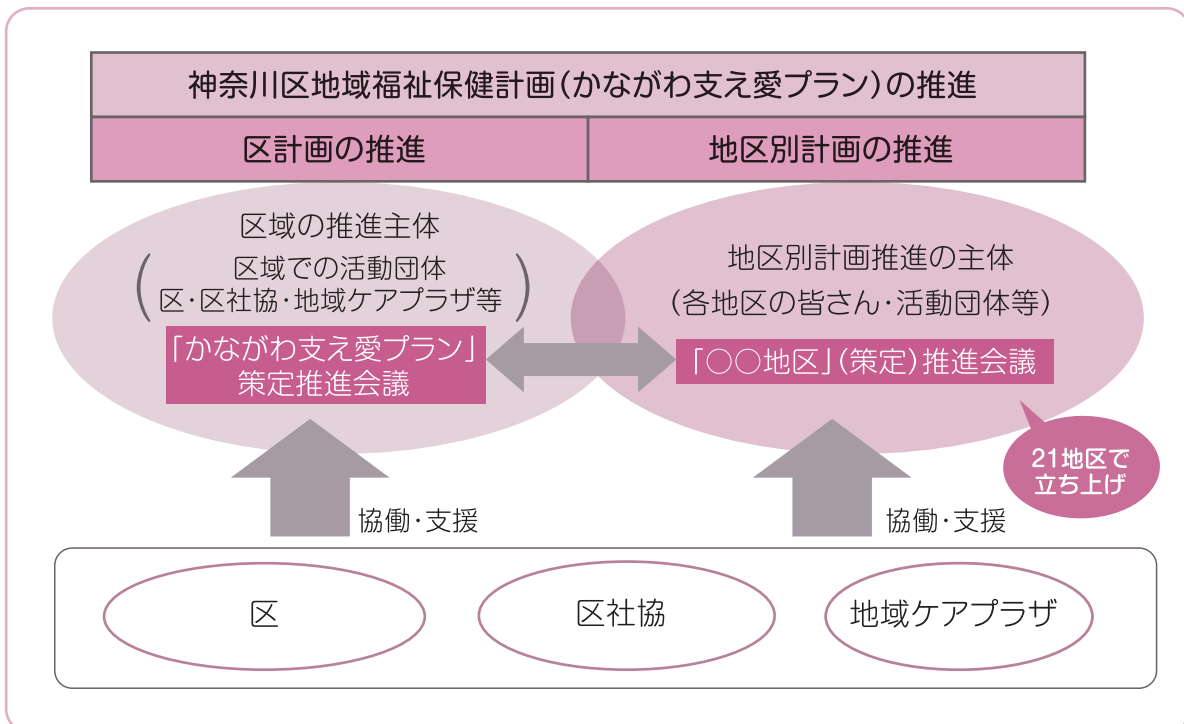 神奈川区地域福祉保健計画(かながわ支え愛プラン)の推進
区計画の推進
地区別計画の推進
区域の推進主体
(区域での活動団体
区・区社協・地域ケアプラザ等)
「かながわ支え愛プラン」
策定推進会議
地区別計画推進の主体
(各地区の皆さん・活動団体等)
「○○地区」(策定)推進会議
21地区で
立ち上げ
協働・支援
協働・支援
区
区社協
地域ケアプラザ